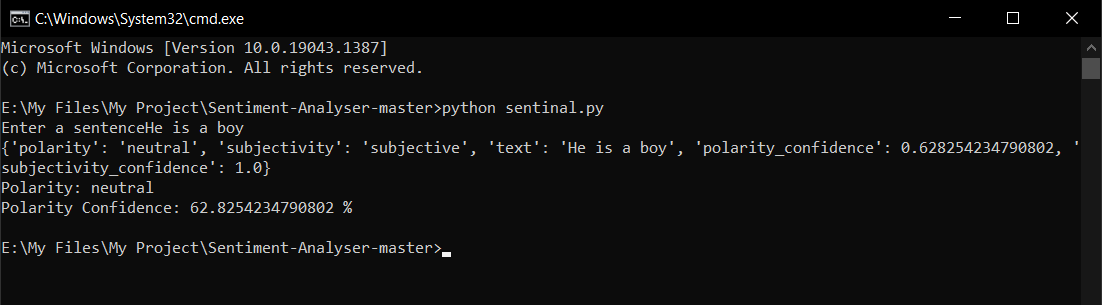 C:\Windows\System32\cmd.exe
Microsoft Windows [Version 10.0.19043.1387]
(c) Microsoft Corporation. All rights reserved.
E:\My Files\My Project\Sentiment-Analyser-master>python sentinal.py
Enter a sentenceHe is a boy
{'polarity': 'neutral', 'subjectivity': 'subjective', 'text': 'He is a boy', 'polarity_confidence': 0.628254234790802, '
subjectivity_confidence': 1.0}
Polarity: neutral
Polarity Confidence: 62.8254234790802 %
E:\My Files\My Project\Sentiment-Analyser-master>